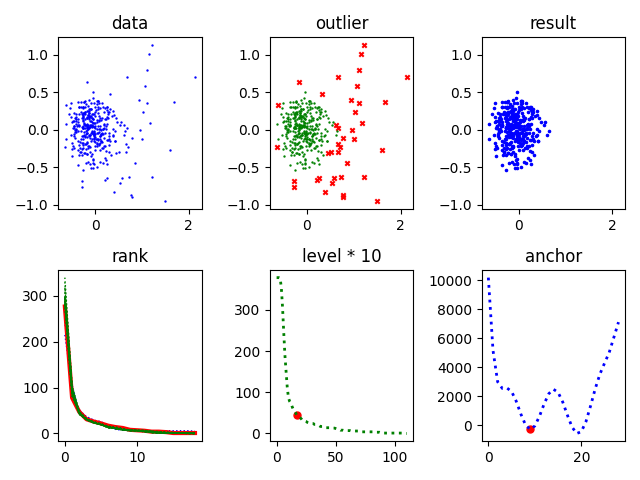 data outlier result
1.0 1.0 1.0
0.5 0.5 0.5
0.0 0.0 0.0
−0.5 −0.5 −0.5
−1.0 −1.0 −1.0
0 2 0 2 0 2
rank level * 10 anchor
10000
300 300 8000
200 200 6000
4000
100 100 2000
0 0 0
0 10 0 50 100 0 20